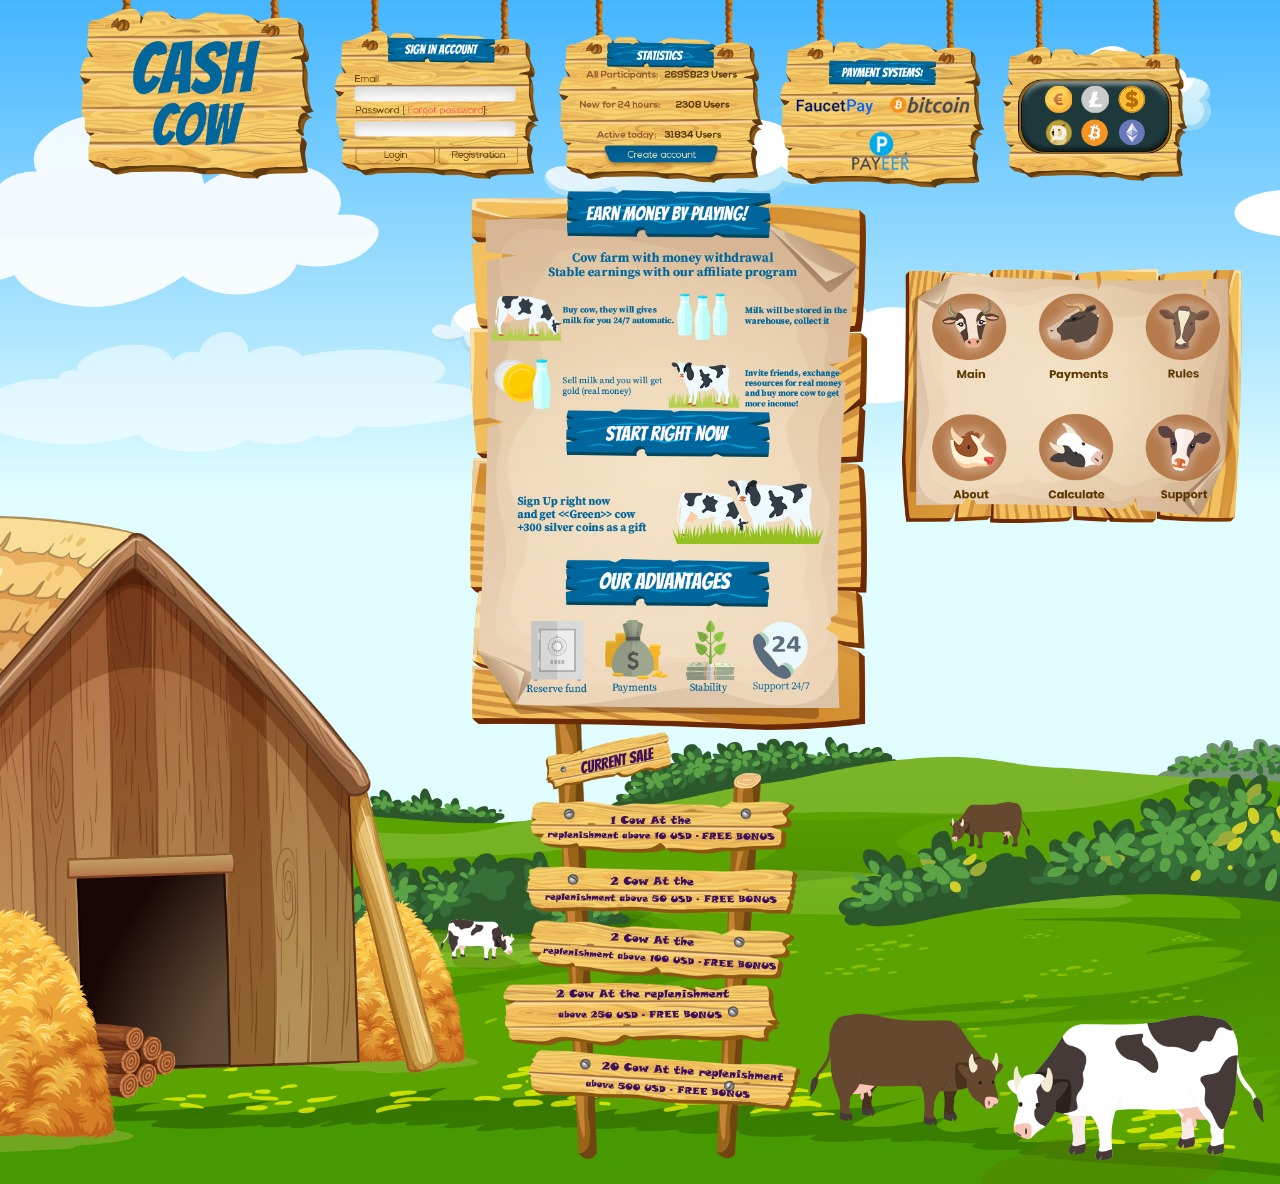 CASH
COW
SIGN IN ACCOUNT
Email
Password [ Forgot password]:
Login
Registration
STATISTICS
All Participants: 2695823 Users
New for 24 hours: 2308 Users
Active today: 31834 Users
Create account
PAYMENT SYSTEMS:
FaucetPay
bitcoin
PAYEER
EARN MONEY BY PLAYING!
Cow farm with money withdrawal
Stable earnings with our affiliate program
Buy cow, they will gives
milk for you 24/7 automatic.
Milk will be stored in the
warehouse, collect it
Sell milk and you will get
gold (real money)
Invite friends, exchange
resources for real money
and buy more cow to get
more income!
START RIGHT NOW
Sign Up right now
and get <<Green>> cow
+300 silver coins as a gift
OUR ADVANTAGES
24
Reserve fund
Payments
Stability
Support 24/7
Main
Payments
Rules
About
Calculate
Support
CURRENT SALE
1 Cow At the
replenishment above 10 USD - FREE BONUS
2 Cow At the
replenishment above 50 USD - FREE BONUS
2 Cow At the
replenishment above 100 USD - FREE BONUS
2 Cow At the replenishment
above 250 USD - FREE BONUS
20 Cow At the replenishment
above 500 USD - FREE BONUS